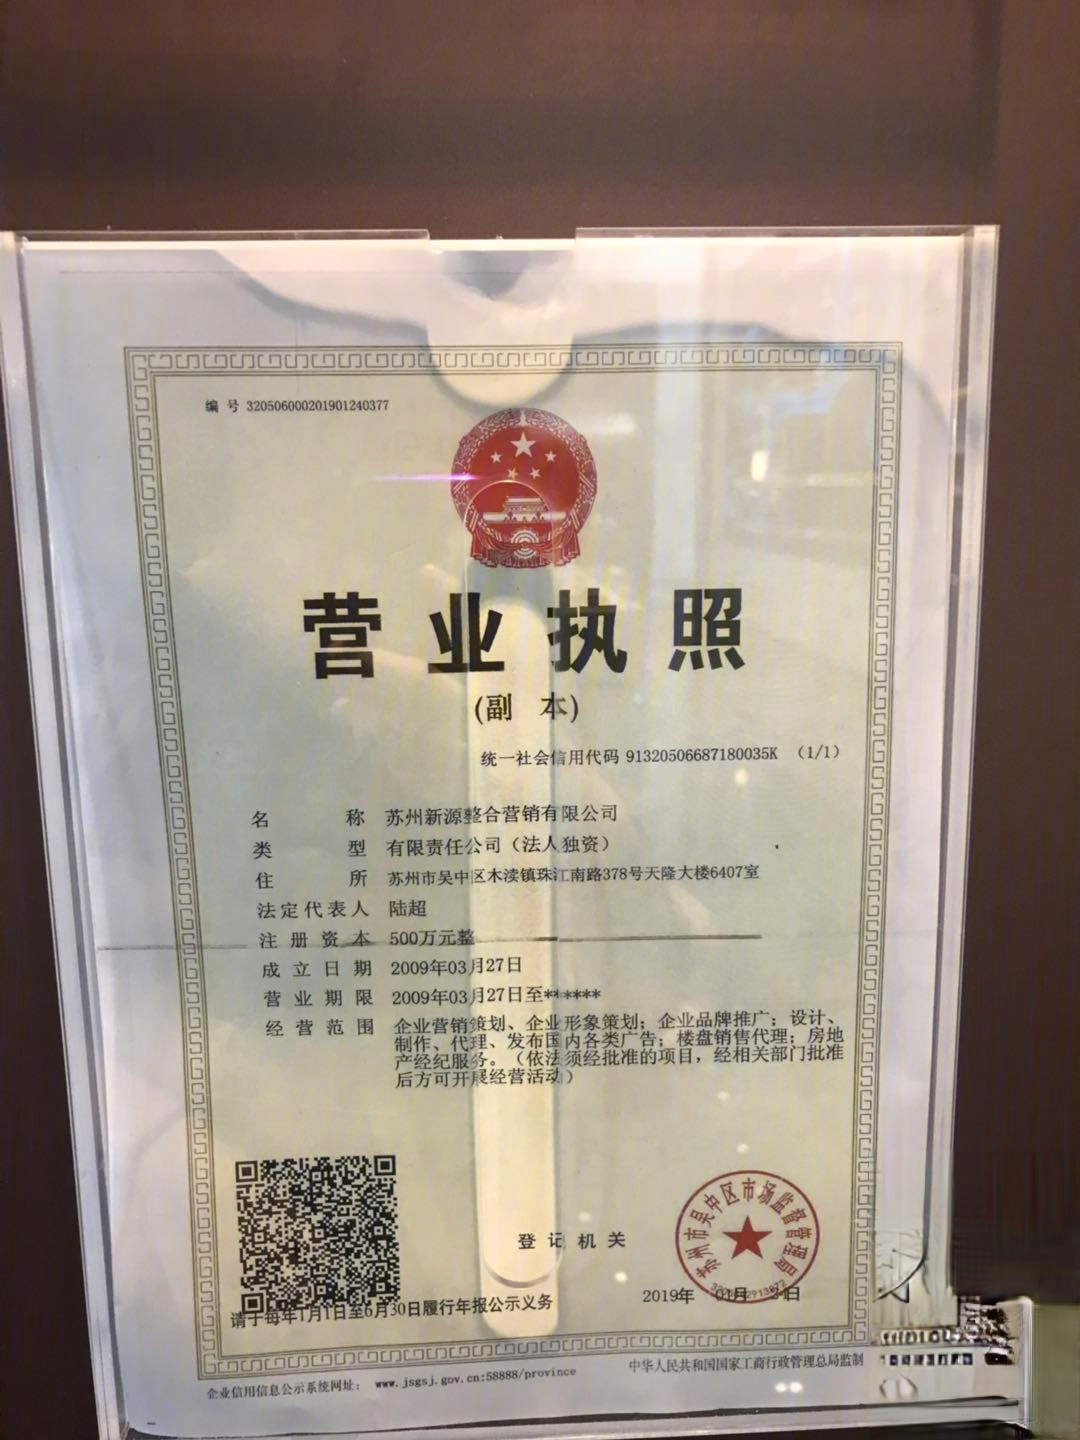 编 号 320506000201901240377
营业执照
(副 本)
统一社会信用代码 91320506687180035K （1/1）
名 称 苏州新源整合营销有限公司
类 型 有限责任公司（法人独资）
住 所 苏州市吴中区木渎镇珠江南路378号天隆大楼6407室
法定代表人 陆超
注 册 资 本 500万元整
成 立 日 期 2009年03月27日
营 业 期 限 2009年03月27日至******
经 营 范 围 企业营销策划、企业形象策划；企业品牌推广；设计、
制作、代理、发布国内各类广告；楼盘销售代理；房地
产经纪服务。（依法须经批准的项目，经相关部门批准
后方可开展经营活动）
苏州市吴中区市场监督管理局
登 记 机 关
2019年 01月 24日
请于每年1月1日至6月30日履行年报公示义务
企业信用信息公示系统网址： www.jsgsj.gov.cn:58888/province
中华人民共和国国家工商行政管理总局监制